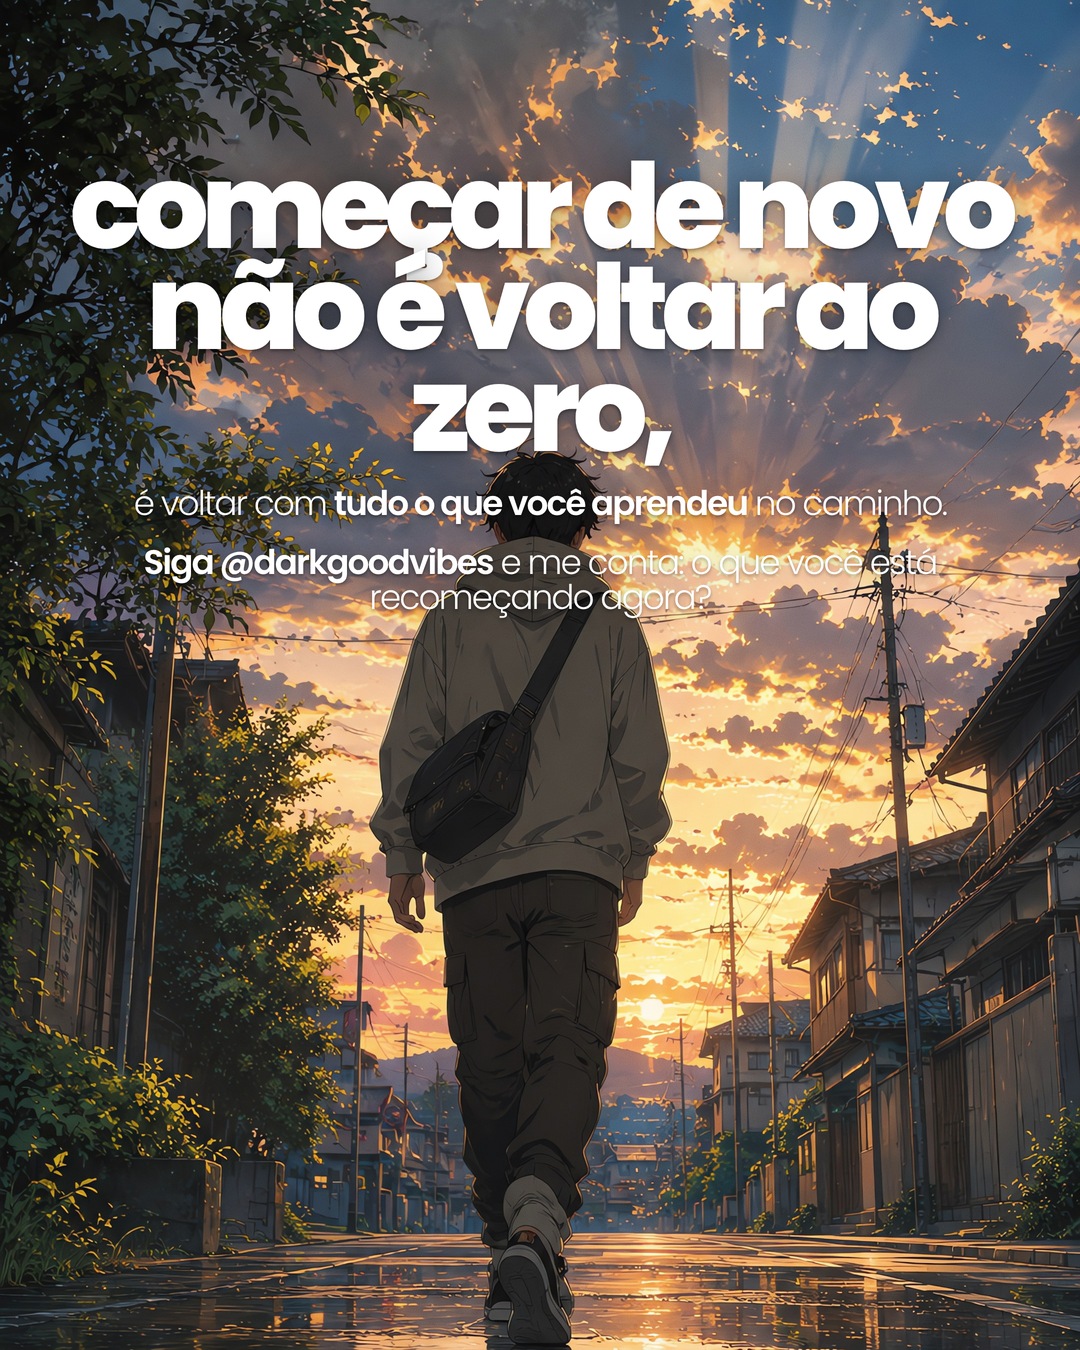 começar de novo
não é voltar ao
zero,
é voltar com tudo o que você aprendeu no caminho.
Siga @darkgoodvibes e me conta: o que você está
recomeçando agora?